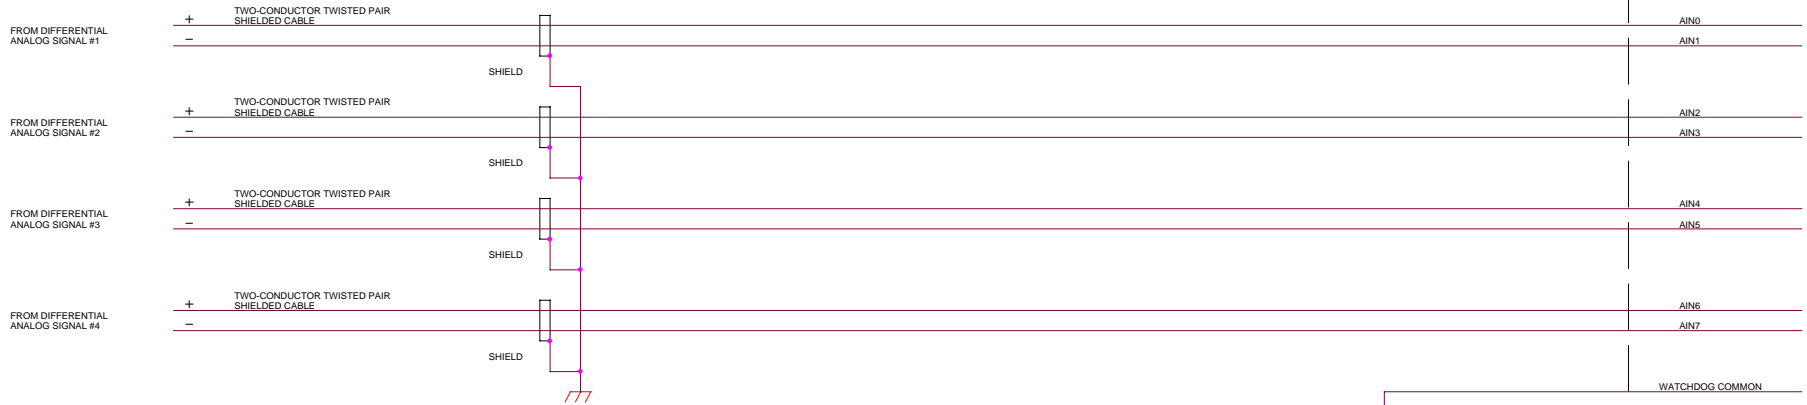 TWO-CONDUCTOR TWISTED PAIR
SHIELDED CABLE
+
FROM DIFFERENTIAL
ANALOG SIGNAL #1
−
AIN0
AIN1
SHIELD
TWO-CONDUCTOR TWISTED PAIR
SHIELDED CABLE
+
FROM DIFFERENTIAL
ANALOG SIGNAL #2
−
AIN2
AIN3
SHIELD
TWO-CONDUCTOR TWISTED PAIR
SHIELDED CABLE
+
FROM DIFFERENTIAL
ANALOG SIGNAL #3
−
AIN4
AIN5
SHIELD
TWO-CONDUCTOR TWISTED PAIR
SHIELDED CABLE
+
FROM DIFFERENTIAL
ANALOG SIGNAL #4
−
AIN6
AIN7
SHIELD
WATCHDOG COMMON